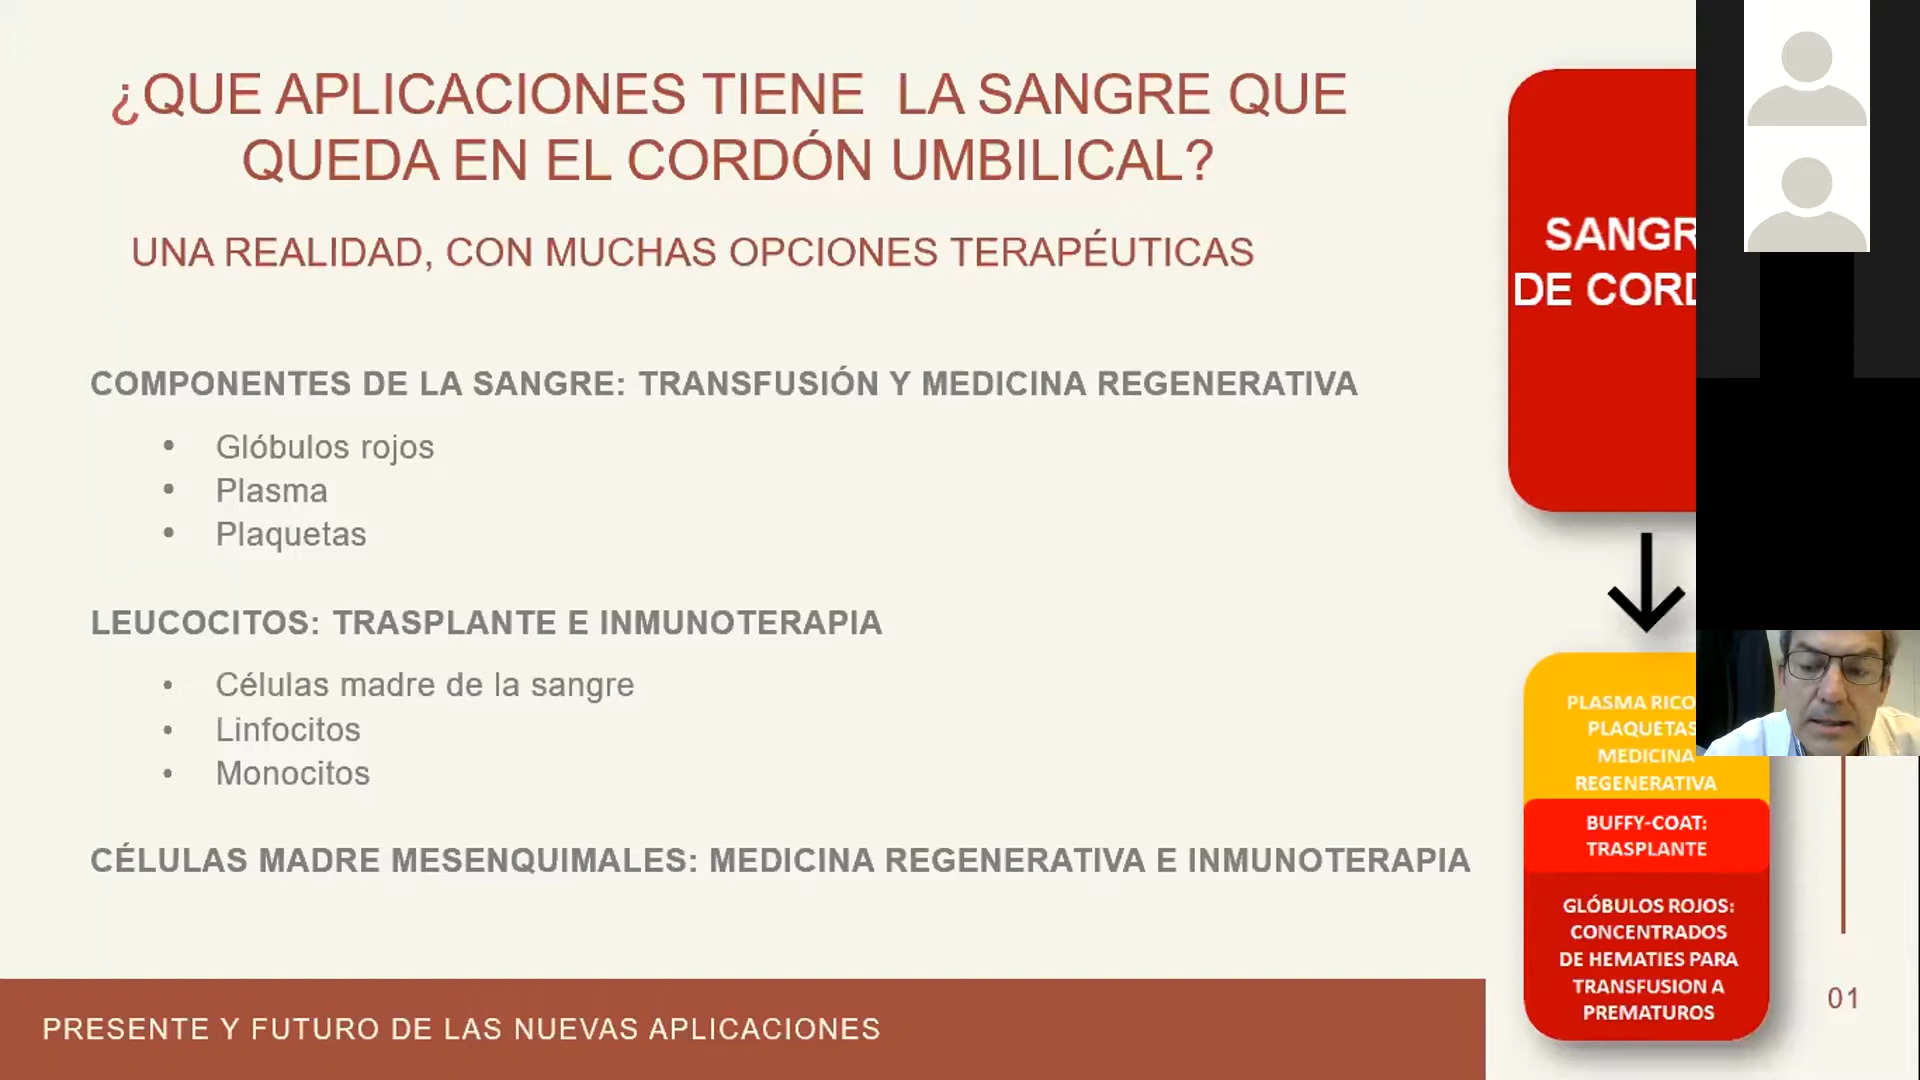 ¿QUE APLICACIONES TIENE LA SANGRE QUE
QUEDA EN EL CORDÓN UMBILICAL?
UNA REALIDAD, CON MUCHAS OPCIONES TERAPÉUTICAS
COMPONENTES DE LA SANGRE: TRANSFUSIÓN Y MEDICINA REGENERATIVA
• Glóbulos rojos
• Plasma
• Plaquetas
LEUCOCITOS: TRASPLANTE E INMUNOTERAPIA
• Células madre de la sangre
• Linfocitos
• Monocitos
CÉLULAS MADRE MESENQUIMALES: MEDICINA REGENERATIVA E INMUNOTERAPIA
PRESENTE Y FUTURO DE LAS NUEVAS APLICACIONES
SANGR
DE CORD
PLASMA RICO
PLAQUETAS
MEDICINA
REGENERATIVA
BUFFY-COAT:
TRASPLANTE
GLÓBULOS ROJOS:
CONCENTRADOS
DE HEMATIES PARA
TRANSFUSION A
PREMATUROS
01